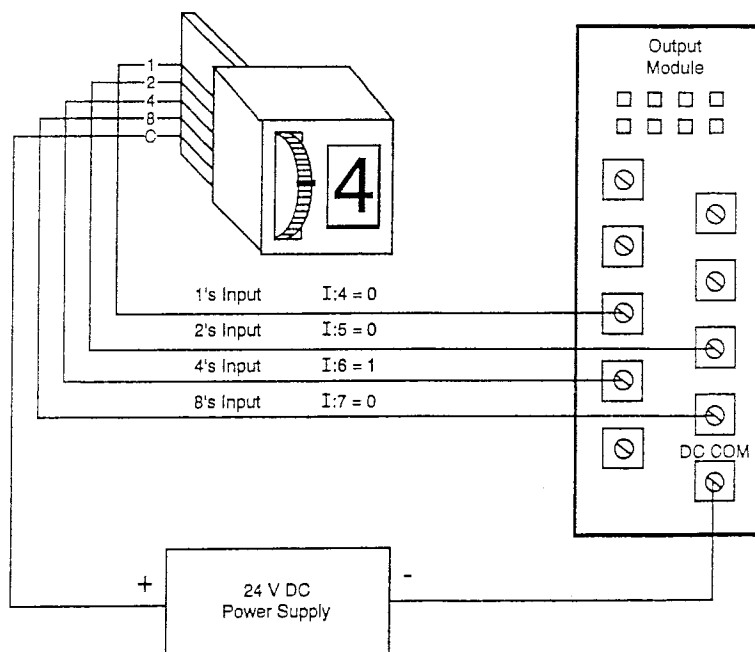 Output
Module
1
2
4
8
C
4
1's Input I:4 = 0
2's Input I:5 = 0
4's Input I:6 = 1
8's Input I:7 = 0
DC COM
+
-
24 V DC
Power Supply